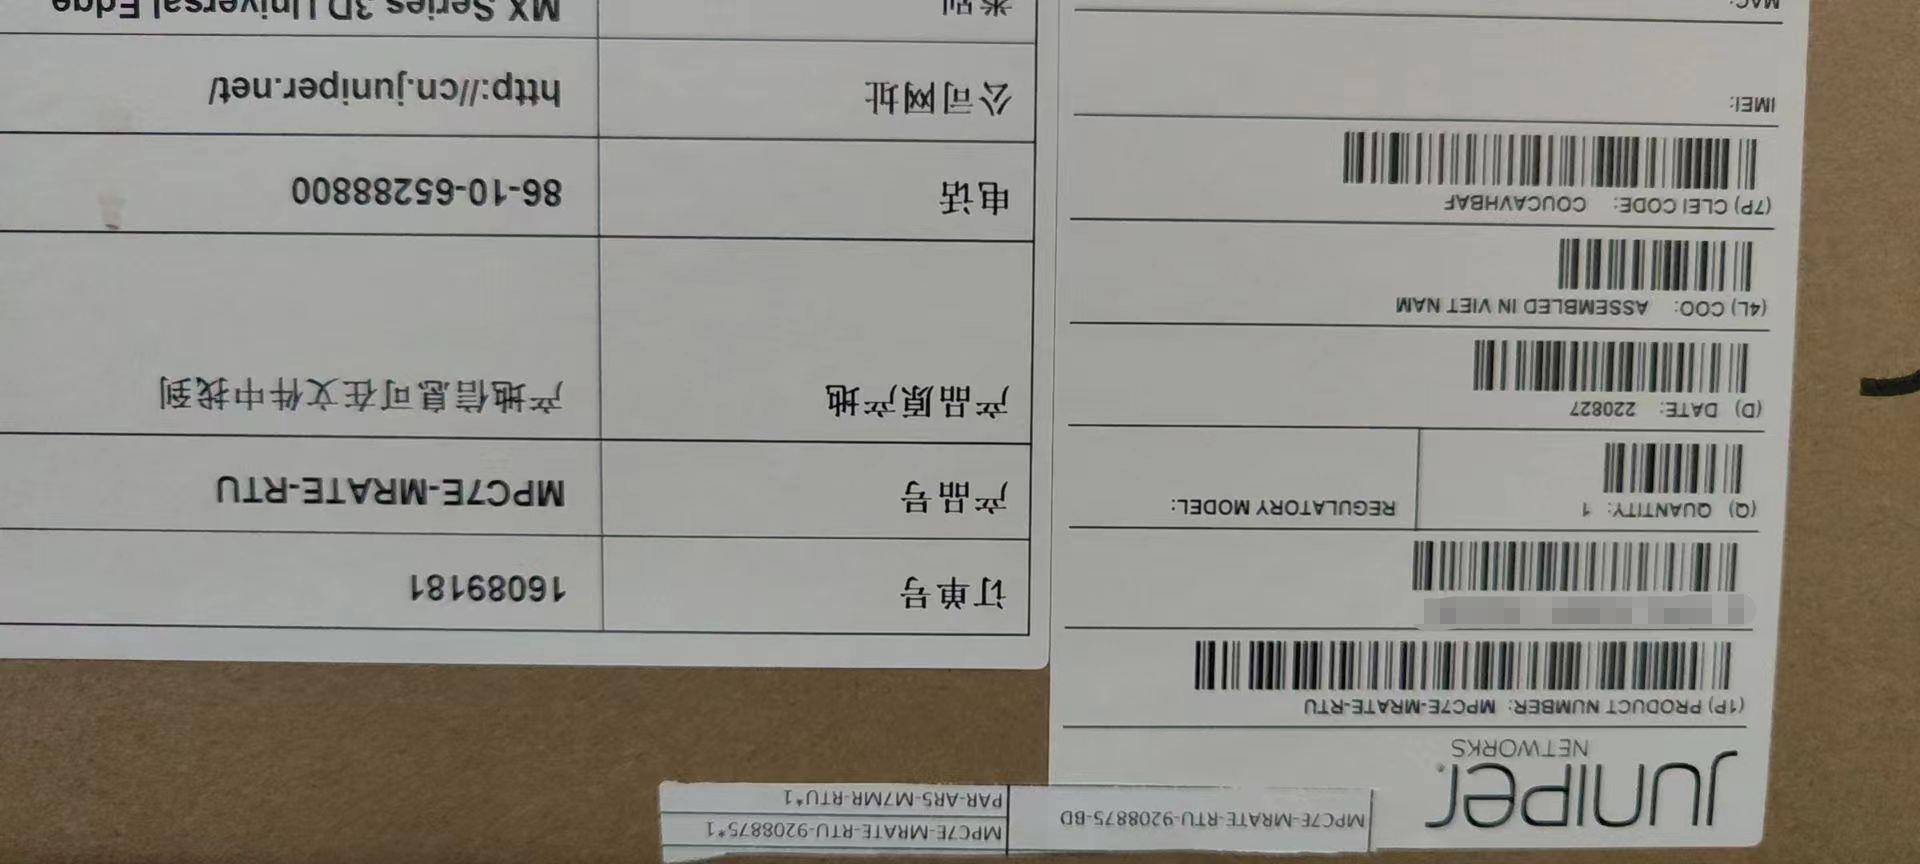 MPC7E-MRATE-RTU-9208875-BD
MPC7E-MRATE-RTU-9208875*1
PAR-AR5-M7MR-RTU*1
JUNIPER
NETWORKS
(1P) PRODUCT NUMBER: MPC7E-MRATE-RTU
(Q) QUANTITY: 1
REGULATORY MODEL:
(D) DATE: 220827
(4L) COO: ASSEMBLED IN VIET NAM
(7P) CLEI CODE: COUCAVHBAF
IMEI:
MAC:
订单号 16089181
产品号 MPC7E-MRATE-RTU
产品原产地 产地信息可在文件中找到
电话 86-10-65288800
公司网址 http://cn.juniper.net/
类别 MX Series 3D Universal Edge